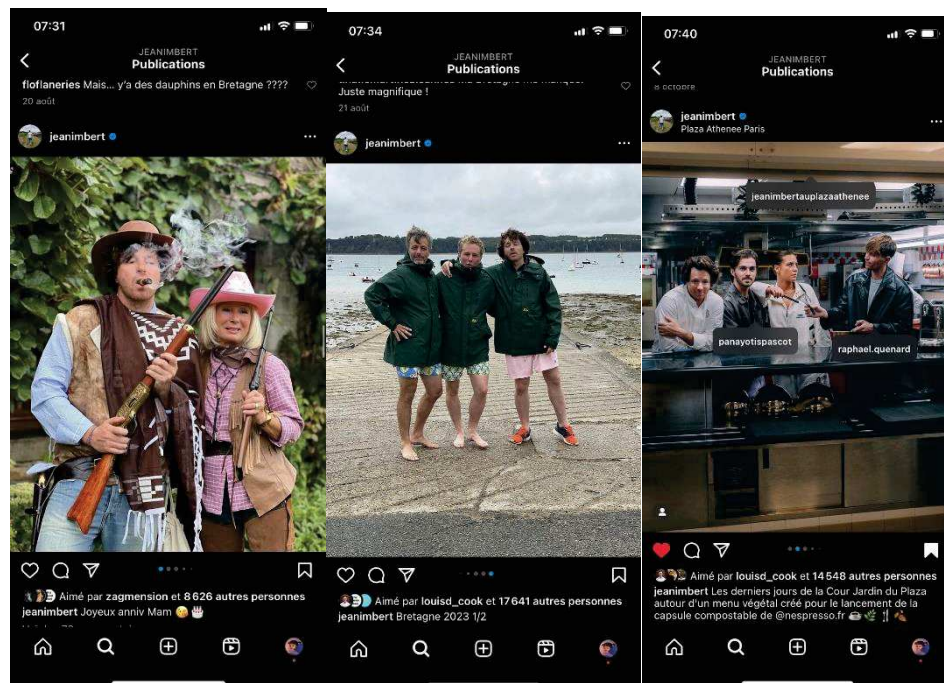 07:31
JEANIMBERT
Publications
floflaneries Mais... y'a des dauphins en Bretagne ????
20 août
jeanimbert
Aimé par zagmension et 8 626 autres personnes
jeanimbert Joyeux anniv Mam
07:34
JEANIMBERT
Publications
Juste magnifique !
21 août
jeanimbert
Aimé par louisd_cook et 17 641 autres personnes
jeanimbert Bretagne 2023 1/2
07:40
JEANIMBERT
Publications
8 octobre
jeanimbert
Plaza Athenee Paris
jeanimbertauplazaathenee
panayotispascot
raphael.quenard
Aimé par louisd_cook et 14 548 autres personnes
jeanimbert Les derniers jours de la Cour Jardin du Plaza
autour d'un menu végétal créé pour le lancement de la
capsule compostable de @nespresso.fr